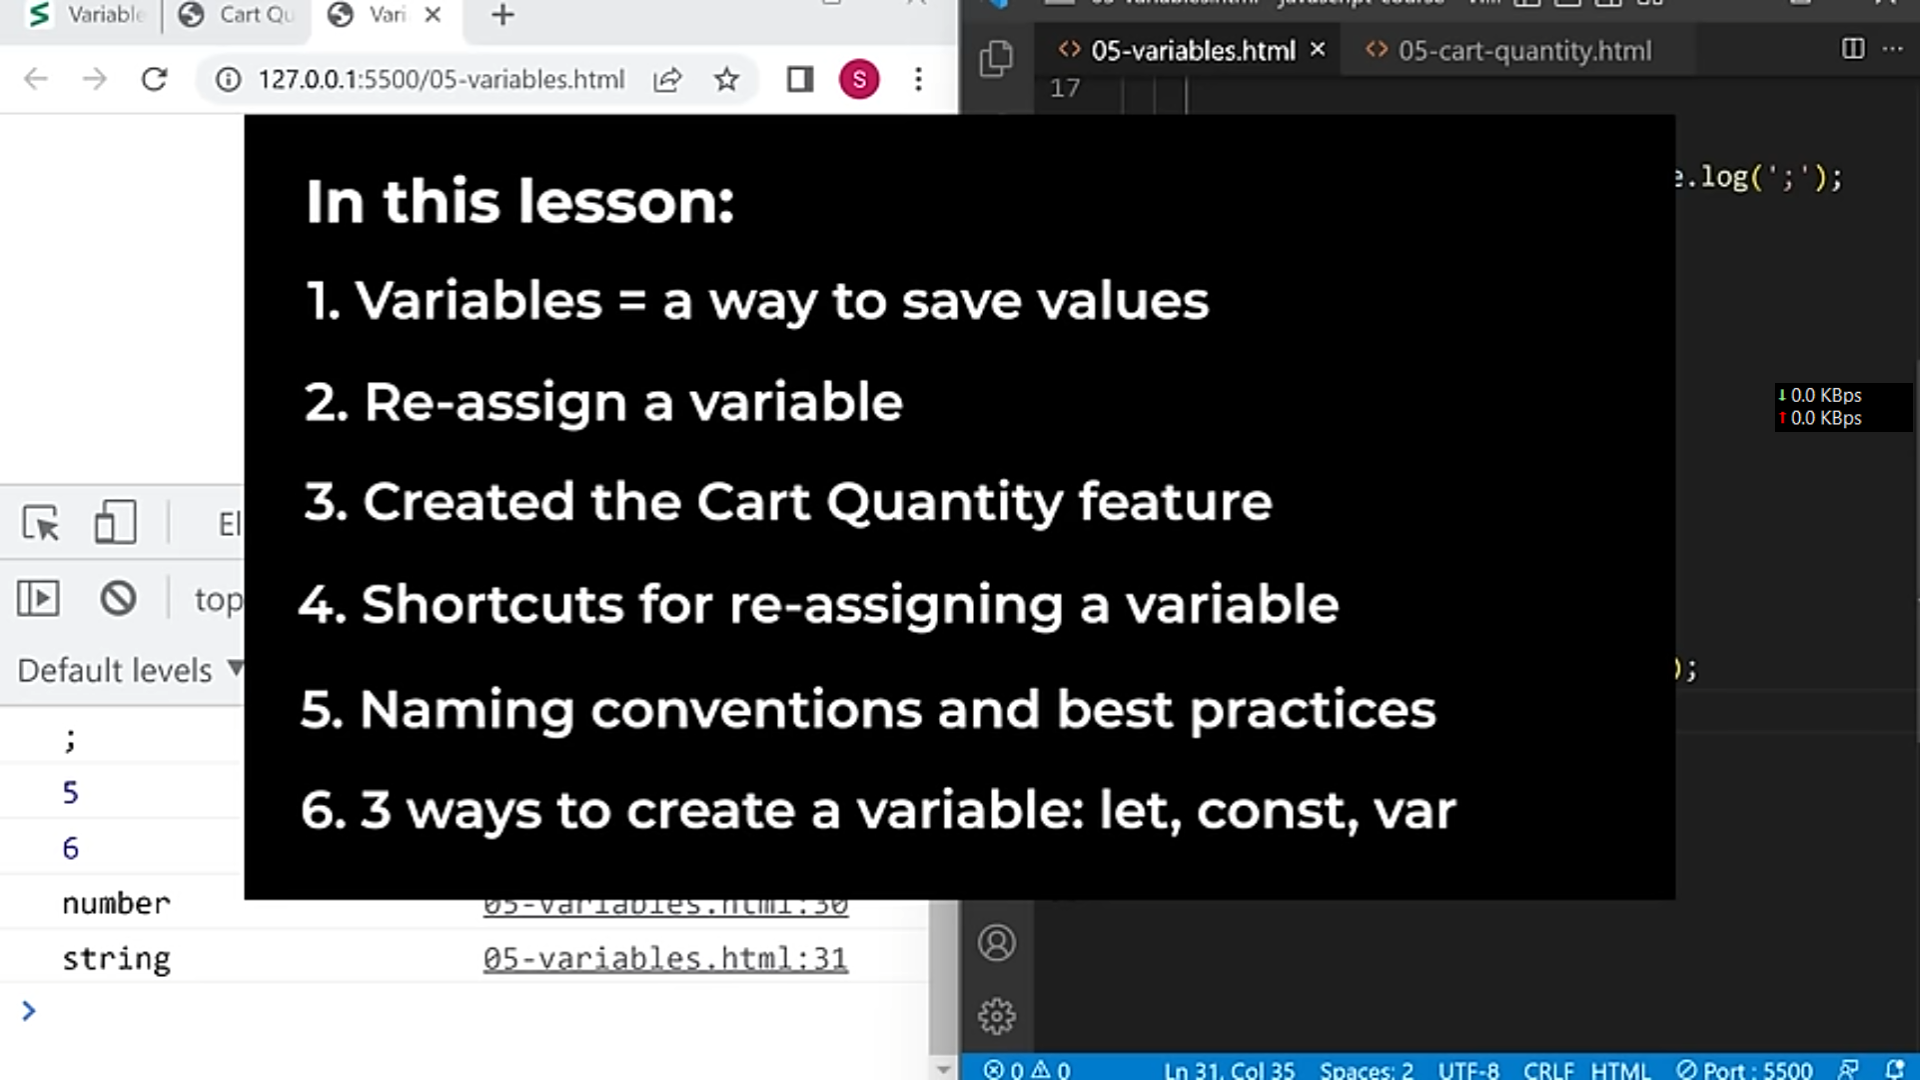 Variable
Cart Qu
Vari
127.0.0.1:5500/05-variables.html
S
05-variables.html
05-cart-quantity.html
17
e.log(';');
In this lesson:
1. Variables = a way to save values
2. Re-assign a variable
3. Created the Cart Quantity feature
4. Shortcuts for re-assigning a variable
5. Naming conventions and best practices
6. 3 ways to create a variable: let, const, var
↓ 0.0 KBps
↑ 0.0 KBps
El
top
Default levels ▼
);
;
5
6
number 05-variables.html:30
string 05-variables.html:31
>
0 0 Ln 31, Col 35 Spaces: 2 UTF-8 CRLF HTML Port : 5500